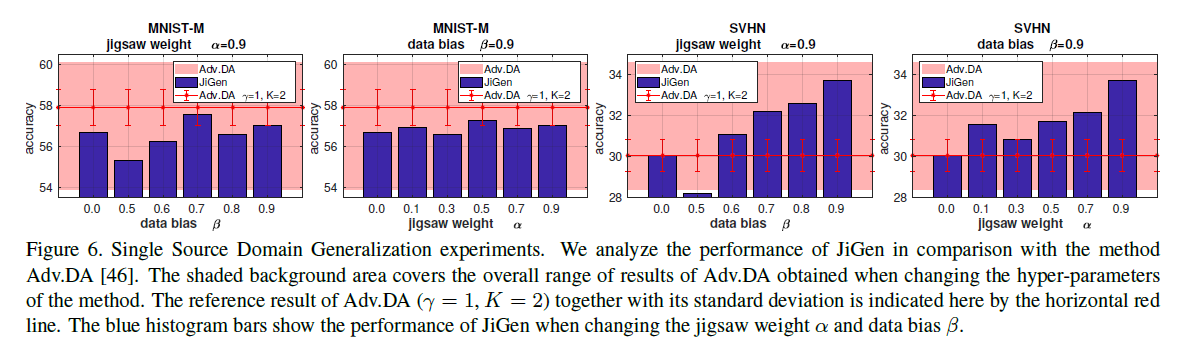 MNIST-M
jigsaw weight α=0.9
60
58
56
54
accuracy
Adv.DA
JiGen
Adv.DA γ=1, K=2
0.0 0.5 0.6 0.7 0.8 0.9
data bias β
MNIST-M
data bias β=0.9
60
58
56
54
accuracy
Adv.DA
JiGen
Adv.DA γ=1, K=2
0.0 0.1 0.3 0.5 0.7 0.9
jigsaw weight α
SVHN
jigsaw weight α=0.9
34
32
30
28
accuracy
Adv.DA
JiGen
Adv.DA γ=1, K=2
0.0 0.5 0.6 0.7 0.8 0.9
data bias β
SVHN
data bias β=0.9
34
32
30
28
accuracy
Adv.DA
JiGen
Adv.DA γ=1, K=2
0.0 0.1 0.3 0.5 0.7 0.9
jigsaw weight α
Figure 6. Single Source Domain Generalization experiments. We analyze the performance of JiGen in comparison with the method
Adv.DA [46]. The shaded background area covers the overall range of results of Adv.DA obtained when changing the hyper-parameters
of the method. The reference result of Adv.DA (γ = 1, K = 2) together with its standard deviation is indicated here by the horizontal red
line. The blue histogram bars show the performance of JiGen when changing the jigsaw weight α and data bias β.